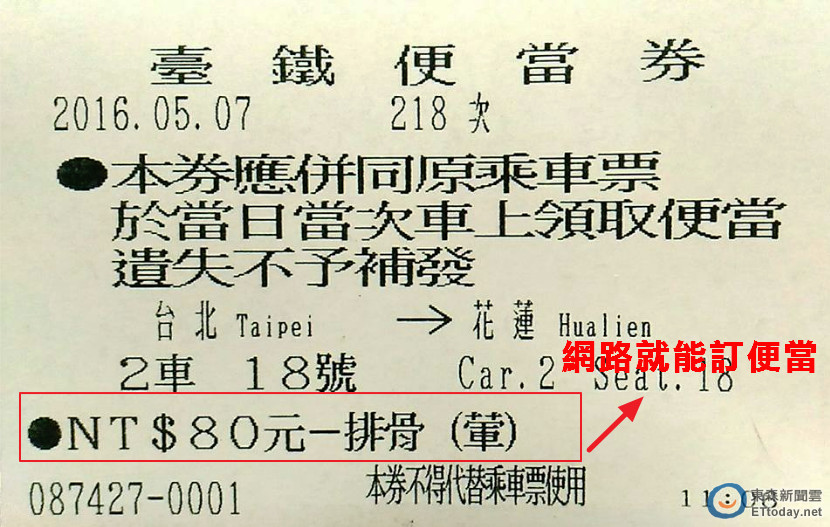 臺鐵便當券
2016.05.07 218次
●本券應併同原乘車票
於當日當次車上領取便當
遺失不予補發
台北 Taipei → 花蓮 Hualien
網路就能訂便當
2車 18號 Car.2 Seat.18
●NT$80元-排骨(葷)
087427-0001 本券不得代替乘車票使用
東森新聞雲
ETtoday.net